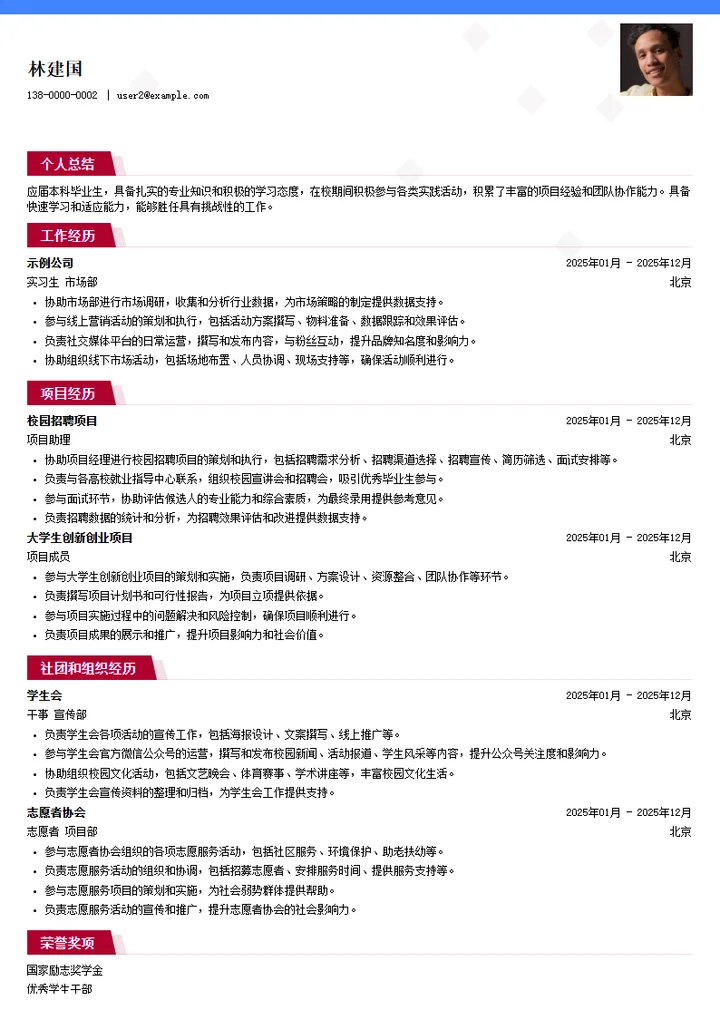 林建国
138-0000-0002 | user2@example.com
个人总结
应届本科毕业生，具备扎实的专业知识和积极的学习态度，在校期间积极参与各类实践活动，积累了丰富的项目经验和团队协作能力。具备
快速学习和适应能力，能够胜任具有挑战性的工作。
工作经历
示例公司 2025年01月 - 2025年12月
实习生 市场部 北京
• 协助市场部进行市场调研，收集和分析行业数据，为市场策略的制定提供数据支持。
• 参与线上营销活动的策划和执行，包括活动方案撰写、物料准备、数据跟踪和效果评估。
• 负责社交媒体平台的日常运营，撰写和发布内容，与粉丝互动，提升品牌知名度和影响力。
• 协助组织线下市场活动，包括场地布置、人员协调、现场支持等，确保活动顺利进行。
项目经历
校园招聘项目 2025年01月 - 2025年12月
项目助理 北京
• 协助项目经理进行校园招聘项目的策划和执行，包括招聘需求分析、招聘渠道选择、招聘宣传、简历筛选、面试安排等。
• 负责与各高校就业指导中心联系，组织校园宣讲会和招聘会，吸引优秀毕业生参与。
• 参与面试环节，协助评估候选人的专业能力和综合素质，为最终录用提供参考意见。
• 负责招聘数据的统计和分析，为招聘效果评估和改进提供数据支持。
大学生创新创业项目 2025年01月 - 2025年12月
项目成员 北京
• 参与大学生创新创业项目的策划和实施，负责项目调研、方案设计、资源整合、团队协作等环节。
• 负责撰写项目计划书和可行性报告，为项目立项提供依据。
• 参与项目实施过程中的问题解决和风险控制，确保项目顺利进行。
• 负责项目成果的展示和推广，提升项目影响力和社会价值。
社团和组织经历
学生会 2025年01月 - 2025年12月
干事 宣传部 北京
• 负责学生会各项活动的宣传工作，包括海报设计、文案撰写、线上推广等。
• 参与学生会官方微信公众号的运营，撰写和发布校园新闻、活动报道、学生风采等内容，提升公众号关注度和影响力。
• 协助组织校园文化活动，包括文艺晚会、体育赛事、学术讲座等，丰富校园文化生活。
• 负责学生会宣传资料的整理和归档，为学生会工作提供支持。
志愿者协会 2025年01月 - 2025年12月
志愿者 项目部 北京
• 参与志愿者协会组织的各项志愿服务活动，包括社区服务、环境保护、助老扶幼等。
• 负责志愿服务活动的组织和协调，包括招募志愿者、安排服务时间、提供服务支持等。
• 参与志愿服务项目的策划和实施，为社会弱势群体提供帮助。
• 负责志愿服务活动的宣传和推广，提升志愿者协会的社会影响力。
荣誉奖项
国家励志奖学金
优秀学生干部